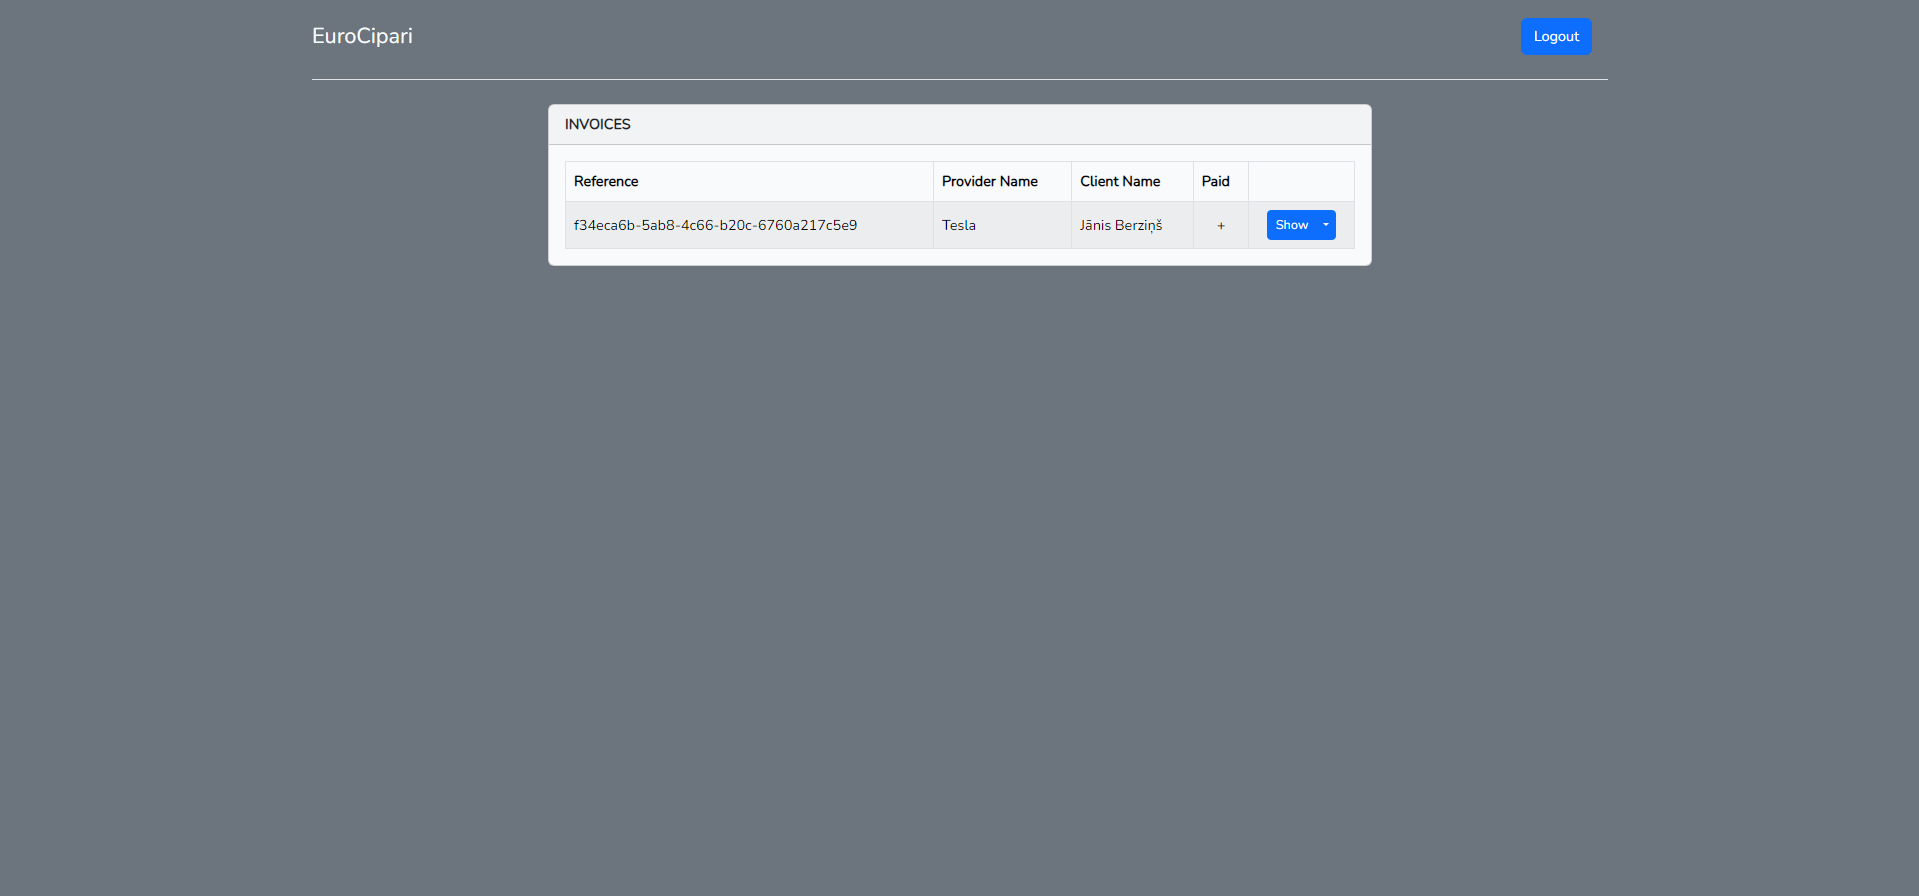 EuroCipari
Logout
INVOICES
Reference Provider Name Client Name Paid
f34eca6b-5ab8-4c66-b20c-6760a217c5e9 Tesla Jānis Berziņš + Show